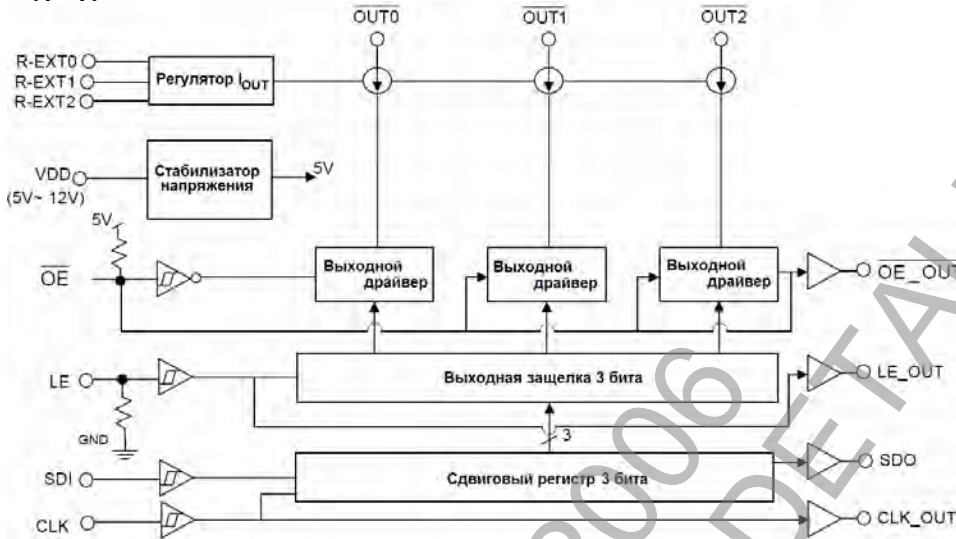 OUT0 OUT1 OUT2
R-EXT0
R-EXT1
R-EXT2
Регулятор IOUT
VDD
(5V~ 12V)
Стабилизатор
напряжения
5V
5V
OE
Выходной
драйвер
Выходной
драйвер
Выходной
драйвер
OE_OUT
LE
Выходная защелка 3 бита
LE_OUT
GND
3
SDI
Сдвиговый регистр 3 бита
SDO
CLK
CLK_OUT
2006
DETAL